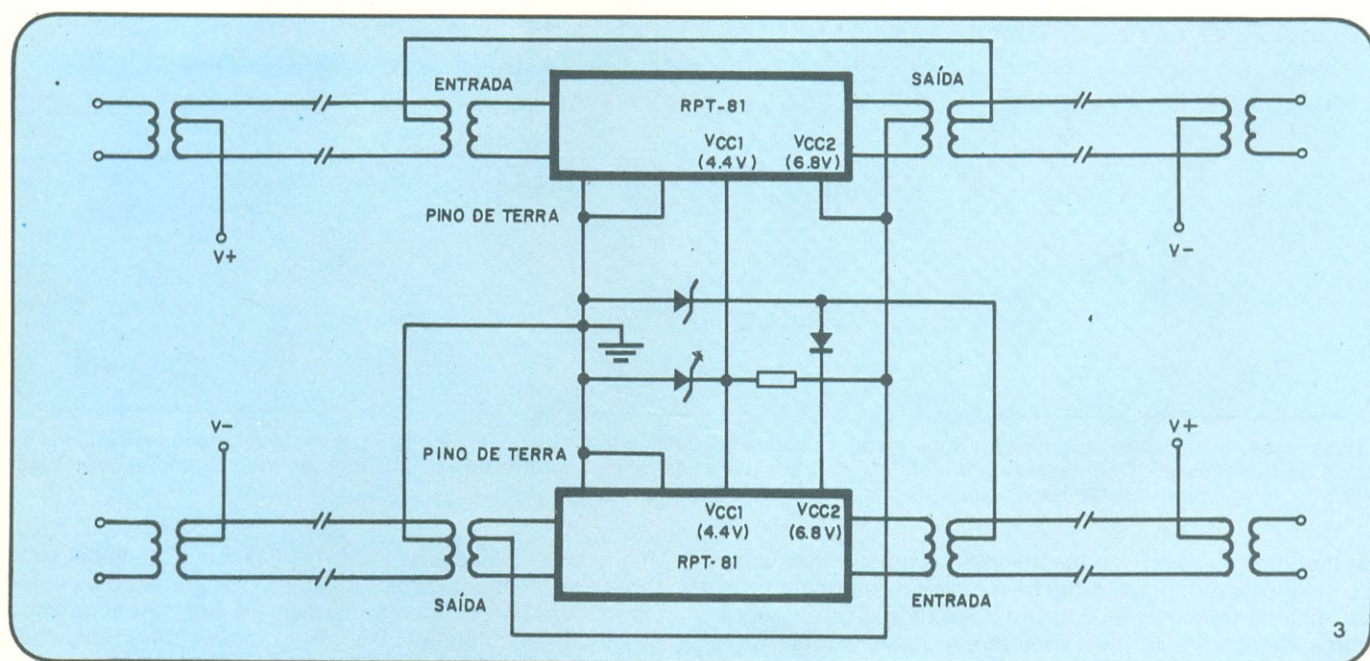 ENTRADA
SAÍDA
RPT-81
VCC1
(4.4V)
VCC2
(6.8V)
PINO DE TERRA
V+
V-
V-
V+
PINO DE TERRA
VCC1
(4.4V)
VCC2
(6.8V)
RPT-81
SAÍDA
ENTRADA
3